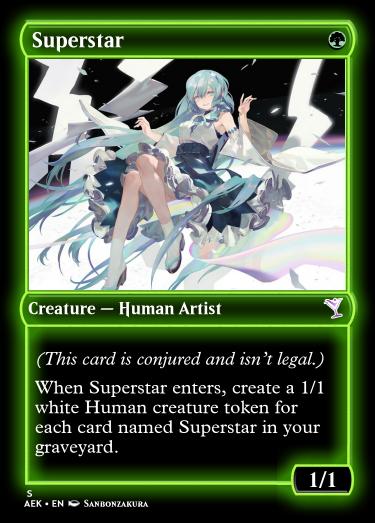 Superstar
Creature — Human Artist
(This card is conjured and isn't legal.)
When Superstar enters, create a 1/1
white Human creature token for
each card named Superstar in your
graveyard.
1/1
S
AEK • EN Sanbonzakura